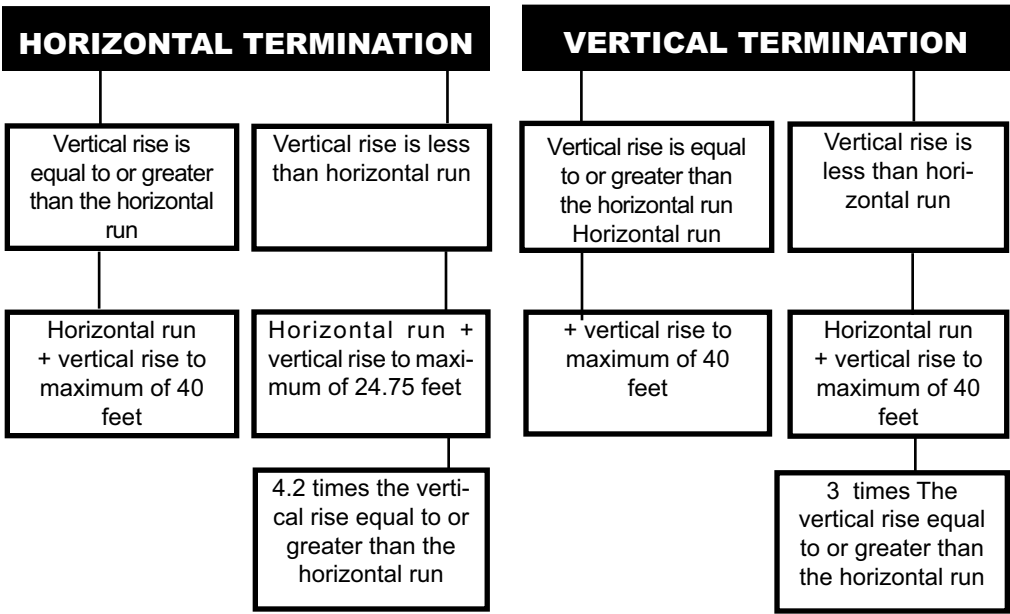 HORIZONTAL TERMINATION
Vertical rise is
equal to or greater
than the horizontal
run
Horizontal run
+ vertical rise to
maximum of 40
feet
Vertical rise is less
than horizontal run
Horizontal run +
vertical rise to maxi-
mum of 24.75 feet
4.2 times the verti-
cal rise equal to or
greater than the
horizontal run
VERTICAL TERMINATION
Vertical rise is equal
to or greater than
the horizontal run
Horizontal run
+ vertical rise to
maximum of 40
feet
Vertical rise is
less than hori-
zontal run
Horizontal run
+ vertical rise to
maximum of 40
feet
3 times The
vertical rise equal
to or greater than
the horizontal run